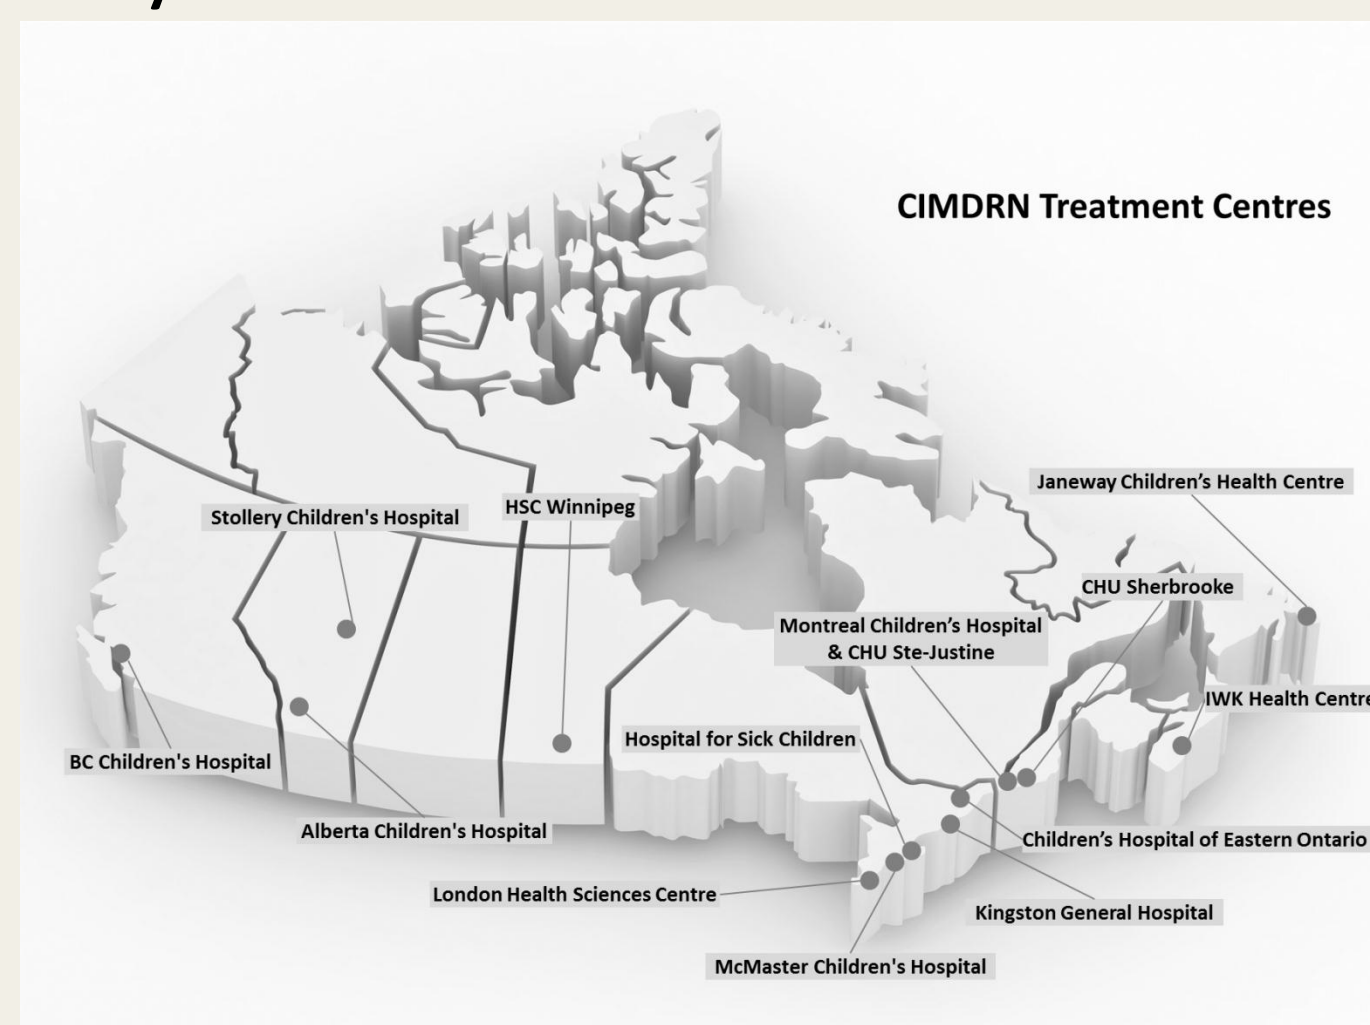 CIMDRN Treatment Centres
Janeway Children’s Health Centre
HSC Winnipeg
Stollery Children's Hospital
CHU Sherbrooke
Montreal Children’s Hospital
& CHU Ste-Justine
IWK Health Centre
Hospital for Sick Children
BC Children's Hospital
Alberta Children's Hospital
Children’s Hospital of Eastern Ontario
London Health Sciences Centre
Kingston General Hospital
McMaster Children's Hospital